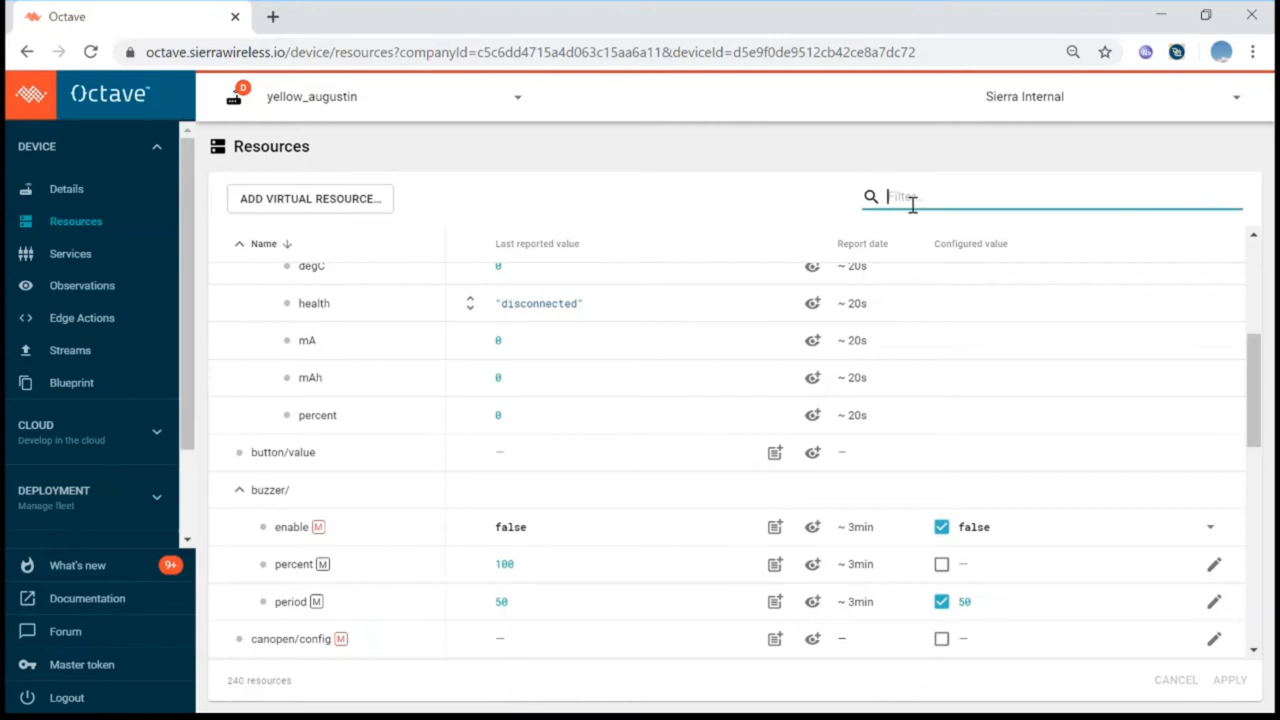 Octave
octave.sierrawireless.io/device/resources?companyId=c5c6dd4715a4d063c15aa6a11&deviceId=d5e9f0de9512cb42ce8a7dc72
Octave
D
yellow_augustin
Sierra Internal
DEVICE
Details
Resources
Services
Observations
Edge Actions
Streams
Blueprint
CLOUD
Develop in the cloud
DEPLOYMENT
Manage fleet
What's new
9+
Documentation
Forum
Master token
Logout
Resources
ADD VIRTUAL RESOURCE...
Filter...
Name
Last reported value
Report date
Configured value
degC
0
~ 20s
health
"disconnected"
~ 20s
mA
0
~ 20s
mAh
0
~ 20s
percent
0
~ 20s
button/value
—
—
buzzer/
enable M
false
~ 3min
false
percent M
100
~ 3min
—
period M
50
~ 3min
50
canopen/config M
—
—
—
240 resources
CANCEL
APPLY